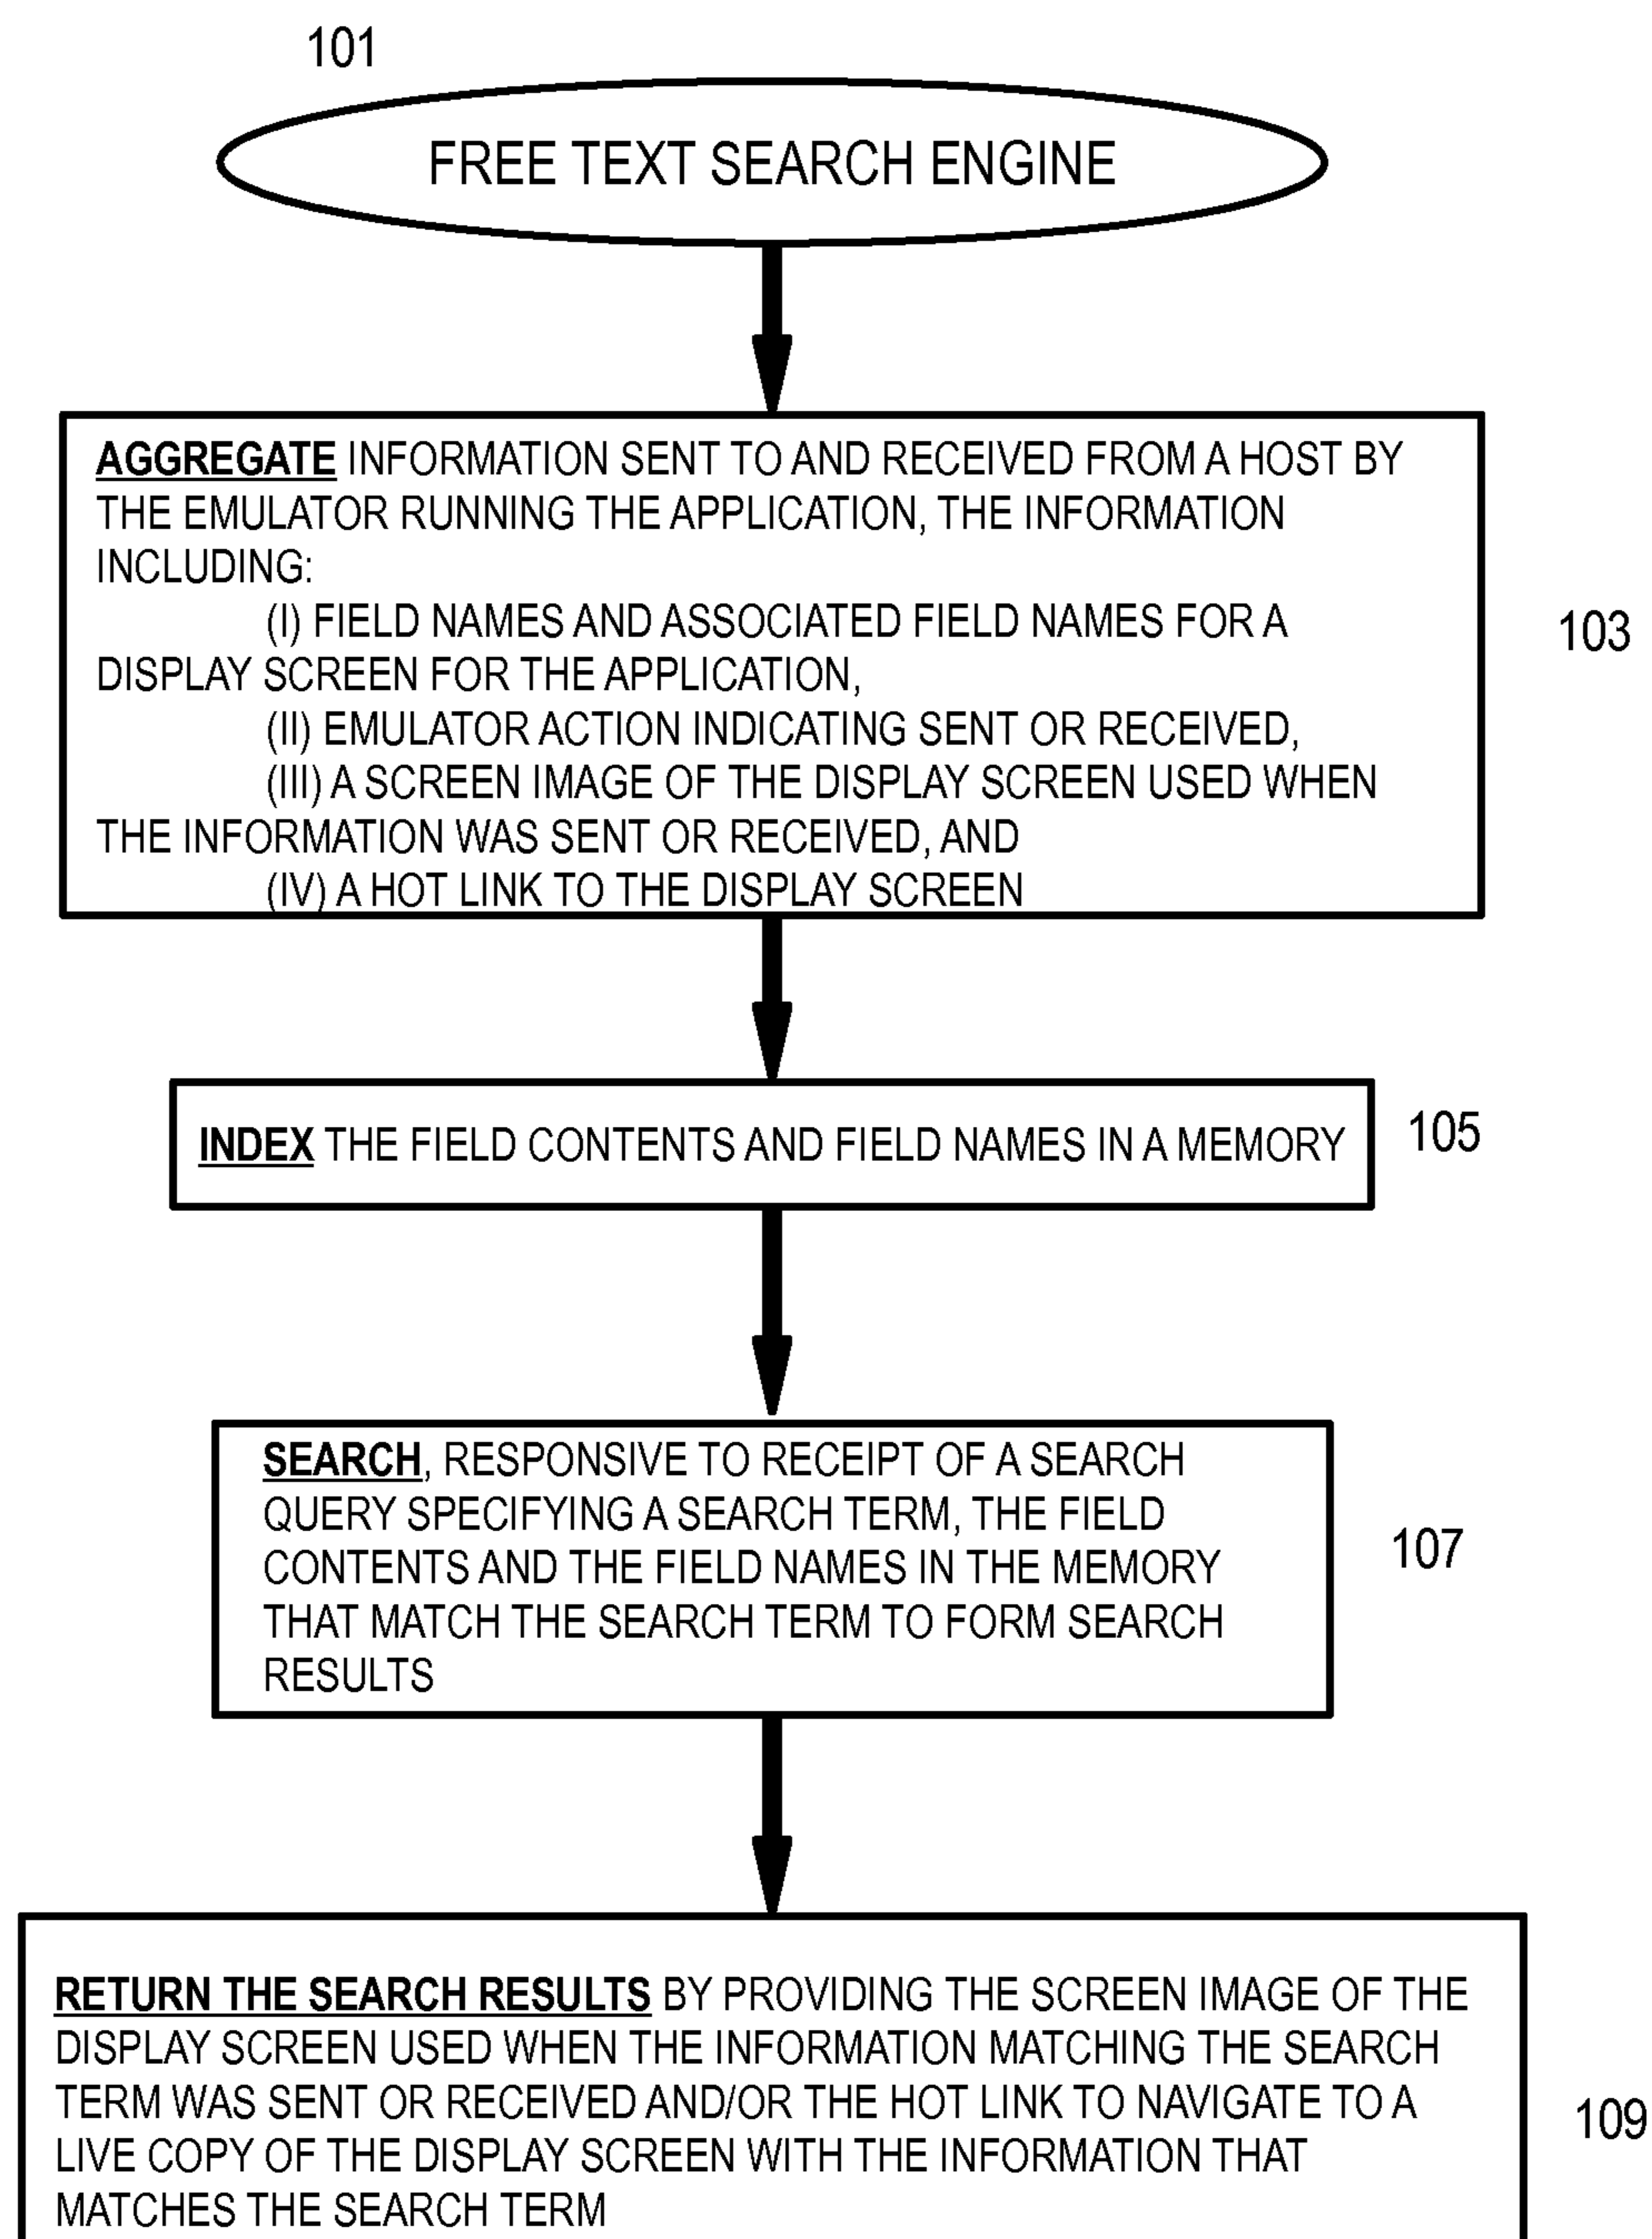 101
FREE TEXT SEARCH ENGINE
AGGREGATE INFORMATION SENT TO AND RECEIVED FROM A HOST BY
THE EMULATOR RUNNING THE APPLICATION, THE INFORMATION
INCLUDING:
(I) FIELD NAMES AND ASSOCIATED FIELD NAMES FOR A
DISPLAY SCREEN FOR THE APPLICATION,
(II) EMULATOR ACTION INDICATING SENT OR RECEIVED,
(III) A SCREEN IMAGE OF THE DISPLAY SCREEN USED WHEN
THE INFORMATION WAS SENT OR RECEIVED, AND
(IV) A HOT LINK TO THE DISPLAY SCREEN
103
INDEX THE FIELD CONTENTS AND FIELD NAMES IN A MEMORY
105
SEARCH, RESPONSIVE TO RECEIPT OF A SEARCH
QUERY SPECIFYING A SEARCH TERM, THE FIELD
CONTENTS AND THE FIELD NAMES IN THE MEMORY
THAT MATCH THE SEARCH TERM TO FORM SEARCH
RESULTS
107
RETURN THE SEARCH RESULTS BY PROVIDING THE SCREEN IMAGE OF THE
DISPLAY SCREEN USED WHEN THE INFORMATION MATCHING THE SEARCH
TERM WAS SENT OR RECEIVED AND/OR THE HOT LINK TO NAVIGATE TO A
LIVE COPY OF THE DISPLAY SCREEN WITH THE INFORMATION THAT
MATCHES THE SEARCH TERM
109